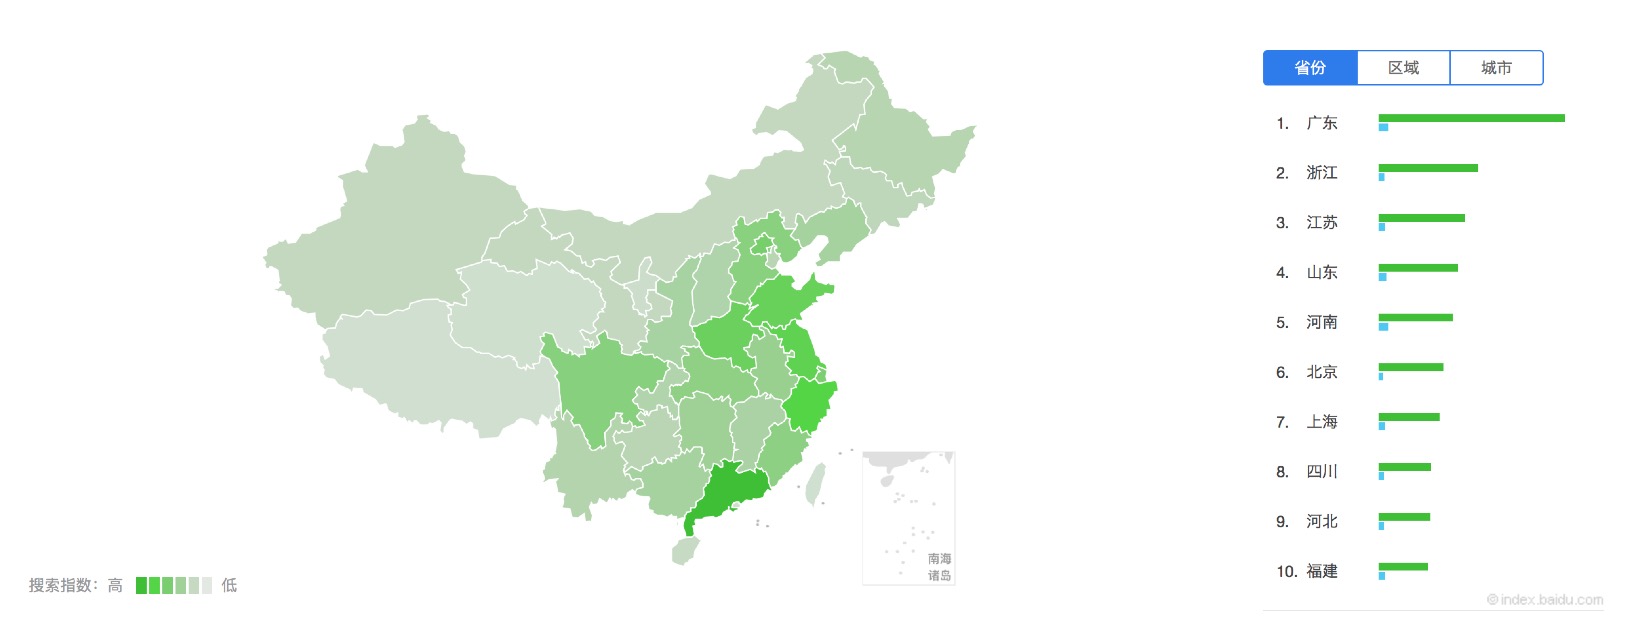 省份 区域 城市
1. 广东
2. 浙江
3. 江苏
4. 山东
5. 河南
6. 北京
7. 上海
8. 四川
9. 河北
10. 福建
南海
诸岛
搜索指数：高 低
© index.baidu.com